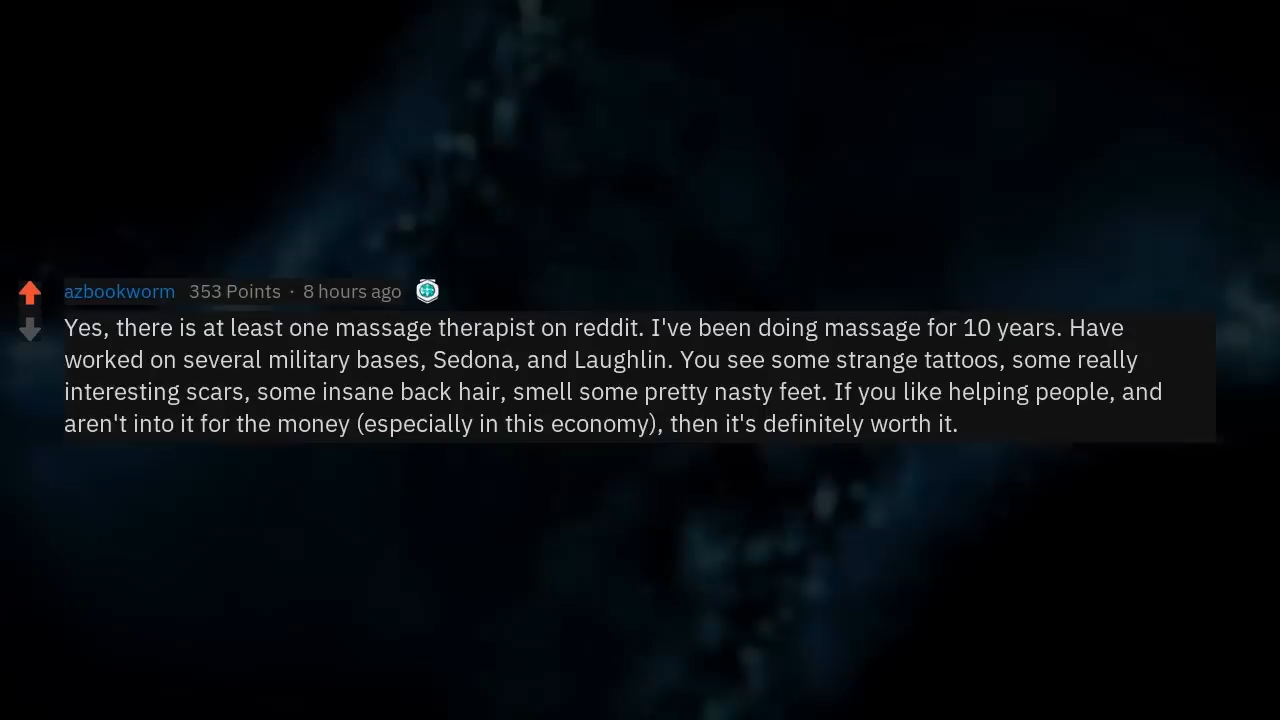 azbookworm 353 Points · 8 hours ago
Yes, there is at least one massage therapist on reddit. I've been doing massage for 10 years. Have
worked on several military bases, Sedona, and Laughlin. You see some strange tattoos, some really
interesting scars, some insane back hair, smell some pretty nasty feet. If you like helping people, and
aren't into it for the money (especially in this economy), then it's definitely worth it.